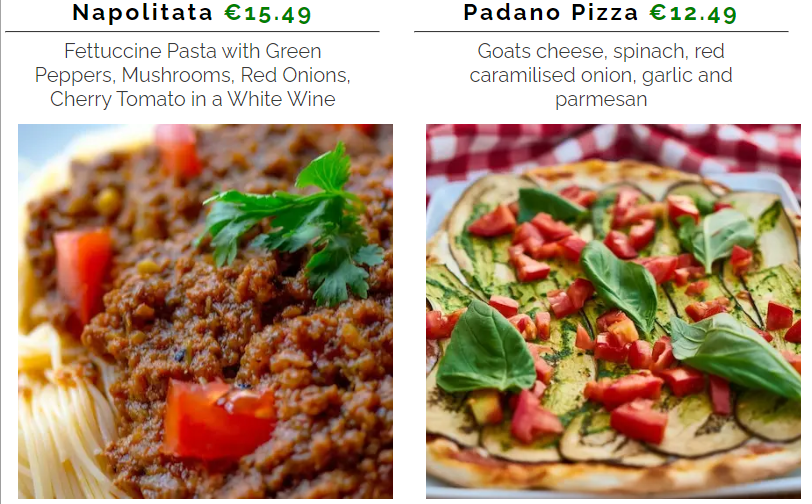 Napolitata €15.49
Fettuccine Pasta with Green
Peppers, Mushrooms, Red Onions,
Cherry Tomato in a White Wine
Padano Pizza €12.49
Goats cheese, spinach, red
caramilised onion, garlic and
parmesan